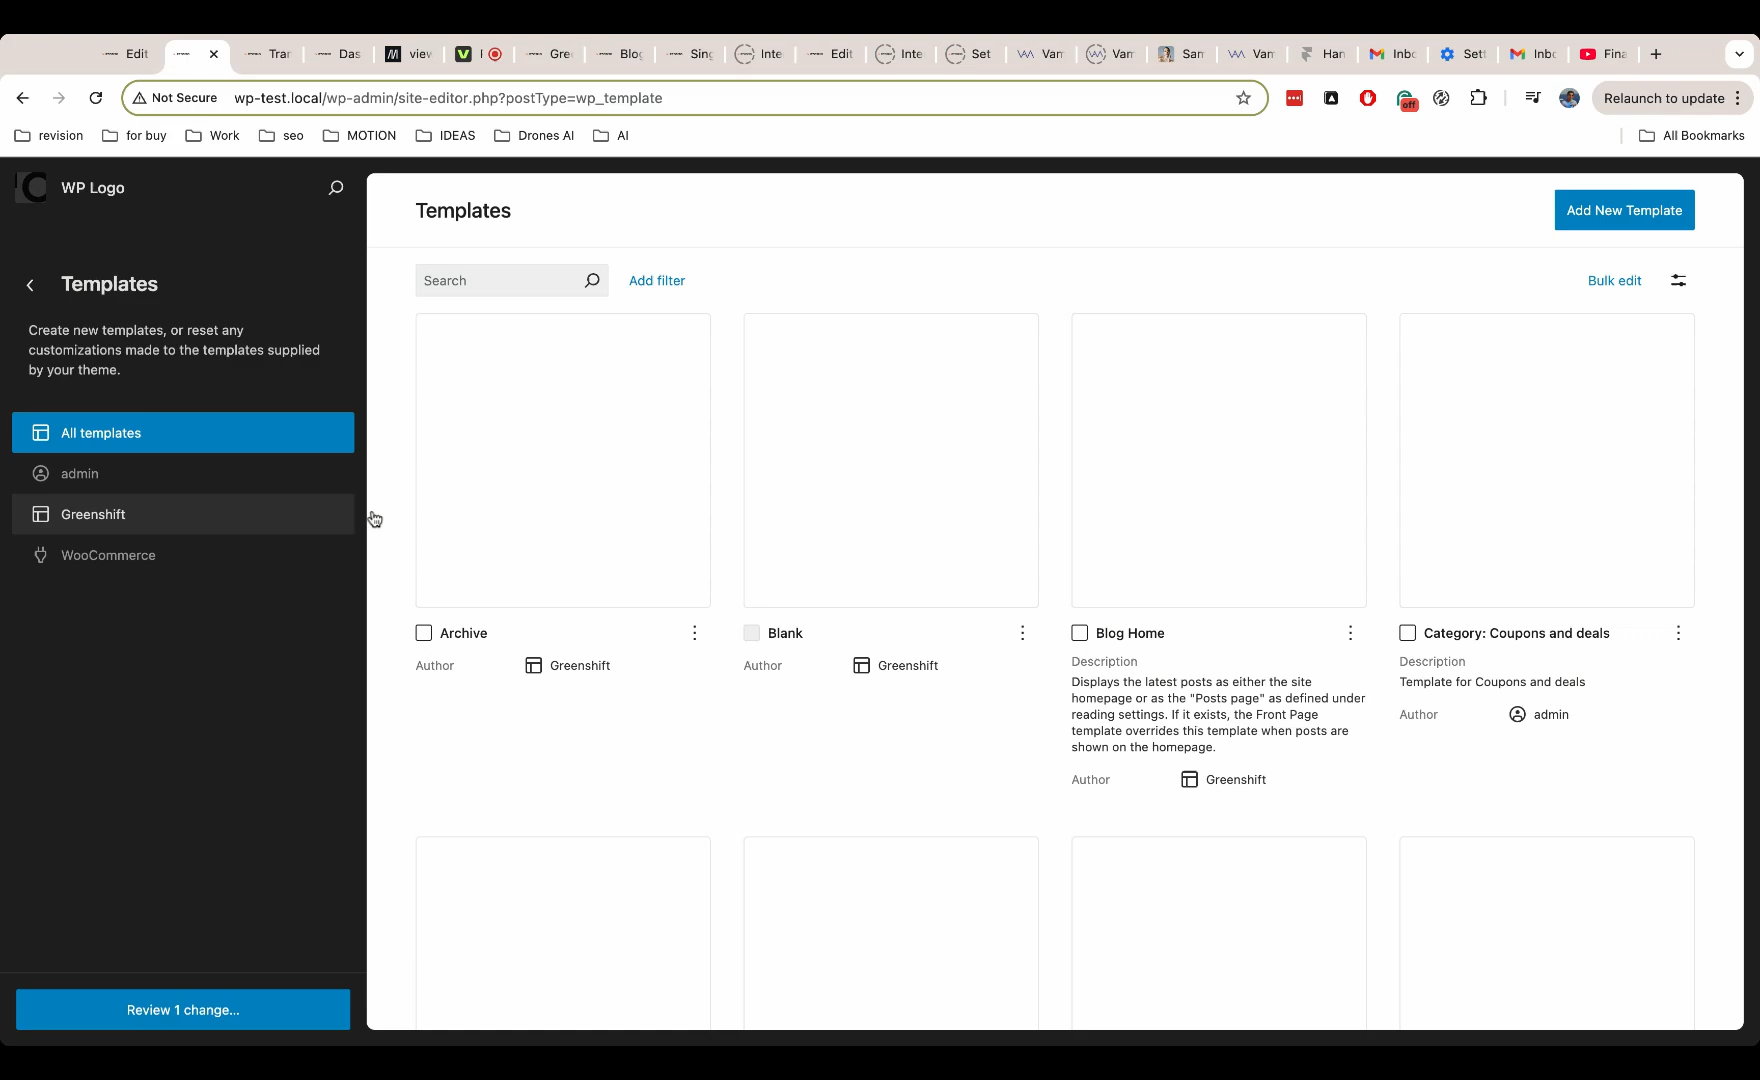 Edit
Tran
Das
view
Gre
Blog
Sing
Inte
Edit
Inte
Set
Vam
Vam
Sam
Vam
Han
Inbo
Sett
Inbo
Fina
Not Secure
wp-test.local/wp-admin/site-editor.php?postType=wp_template
off
Relaunch to update
revision
for buy
Work
seo
MOTION
IDEAS
Drones AI
AI
All Bookmarks
WP Logo
Templates
Create new templates, or reset any
customizations made to the templates supplied
by your theme.
All templates
admin
Greenshift
WooCommerce
Review 1 change...
Templates
Add New Template
Search
Add filter
Bulk edit
Archive
Author
Greenshift
Blank
Author
Greenshift
Blog Home
Description
Displays the latest posts as either the site
homepage or as the "Posts page" as defined under
reading settings. If it exists, the Front Page
template overrides this template when posts are
shown on the homepage.
Author
Greenshift
Category: Coupons and deals
Description
Template for Coupons and deals
Author
admin